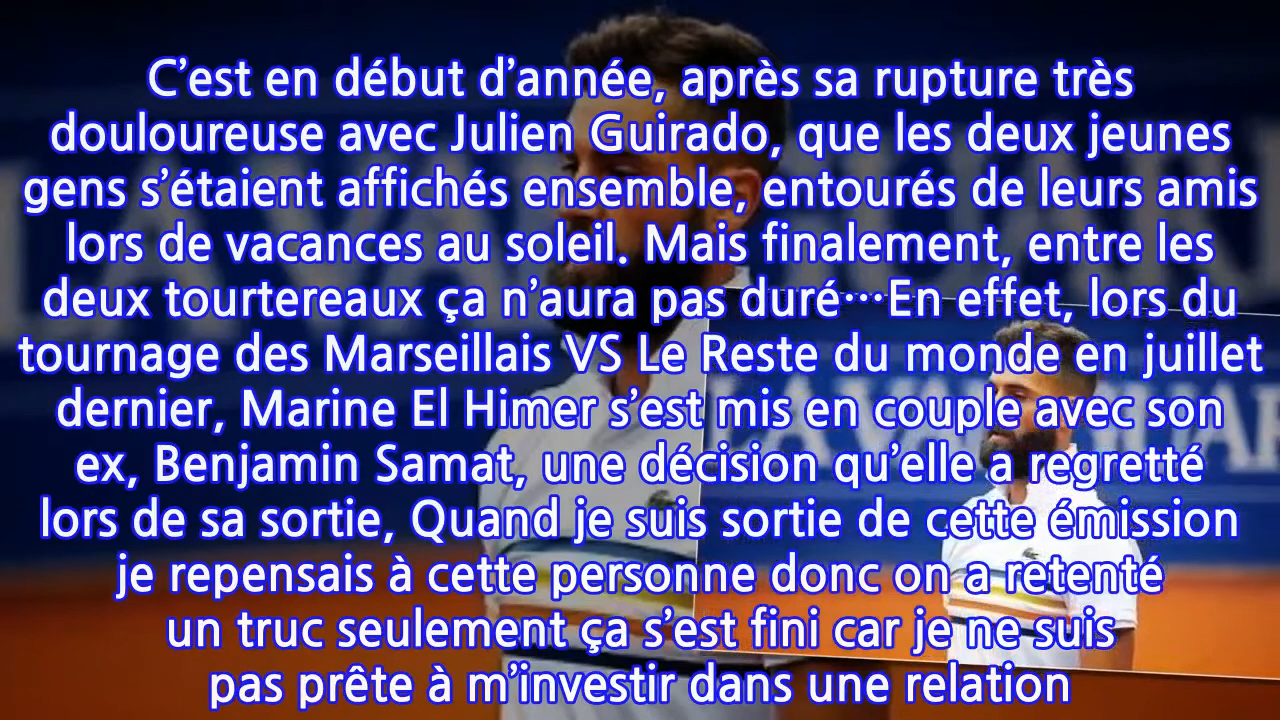 C’est en début d’année, après sa rupture très
douloureuse avec Julien Guirado, que les deux jeunes
gens s’étaient affichés ensemble, entourés de leurs amis
lors de vacances au soleil. Mais finalement, entre les
deux tourtereaux ça n’aura pas duré…En effet, lors du
tournage des Marseillais VS Le Reste du monde en juillet
dernier, Marine El Himer s’est mis en couple avec son
ex, Benjamin Samat, une décision qu’elle a regretté
lors de sa sortie, Quand je suis sortie de cette émission
je repensais à cette personne donc on a retenté
un truc seulement ça s’est fini car je ne suis
pas prête à m’investir dans une relation